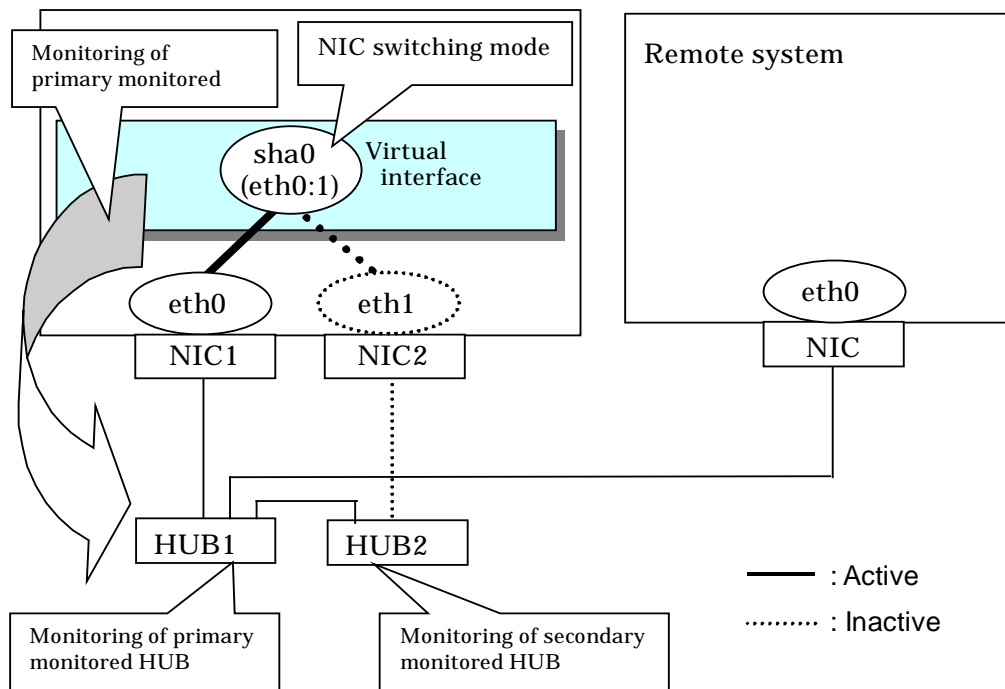 Monitoring of
primary monitored
NIC switching mode
Remote system
sha0
(eth0:1)
Virtual
interface
eth0
eth1
eth0
NIC1
NIC2
NIC
HUB1
HUB2
: Active
: Inactive
Monitoring of primary
monitored HUB
Monitoring of secondary
monitored HUB